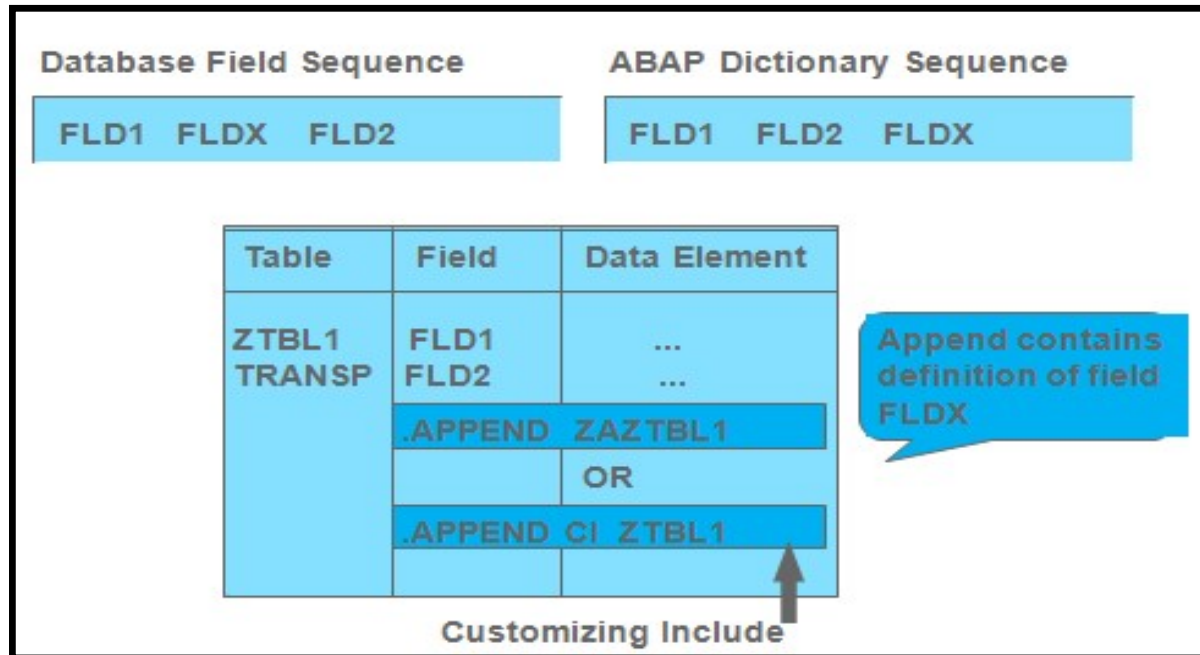 Database Field Sequence
ABAP Dictionary Sequence
FLD1 FLDX FLD2
FLD1 FLD2 FLDX
Table Field Data Element
ZTBL1 FLD1 ...
TRANSP FLD2 ...
.APPEND ZAZTBL1
OR
.APPEND CI ZTBL1
Append contains
definition of field
FLDX
Customizing Include